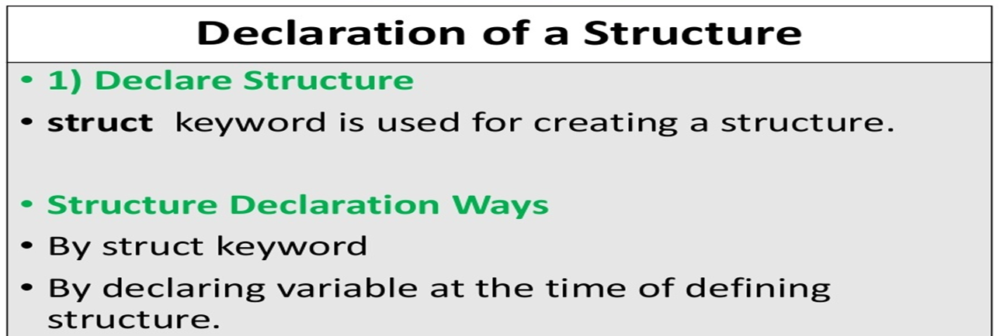 Declaration of a Structure
• 1) Declare Structure
• struct keyword is used for creating a structure.
• Structure Declaration Ways
• By struct keyword
• By declaring variable at the time of defining
structure.